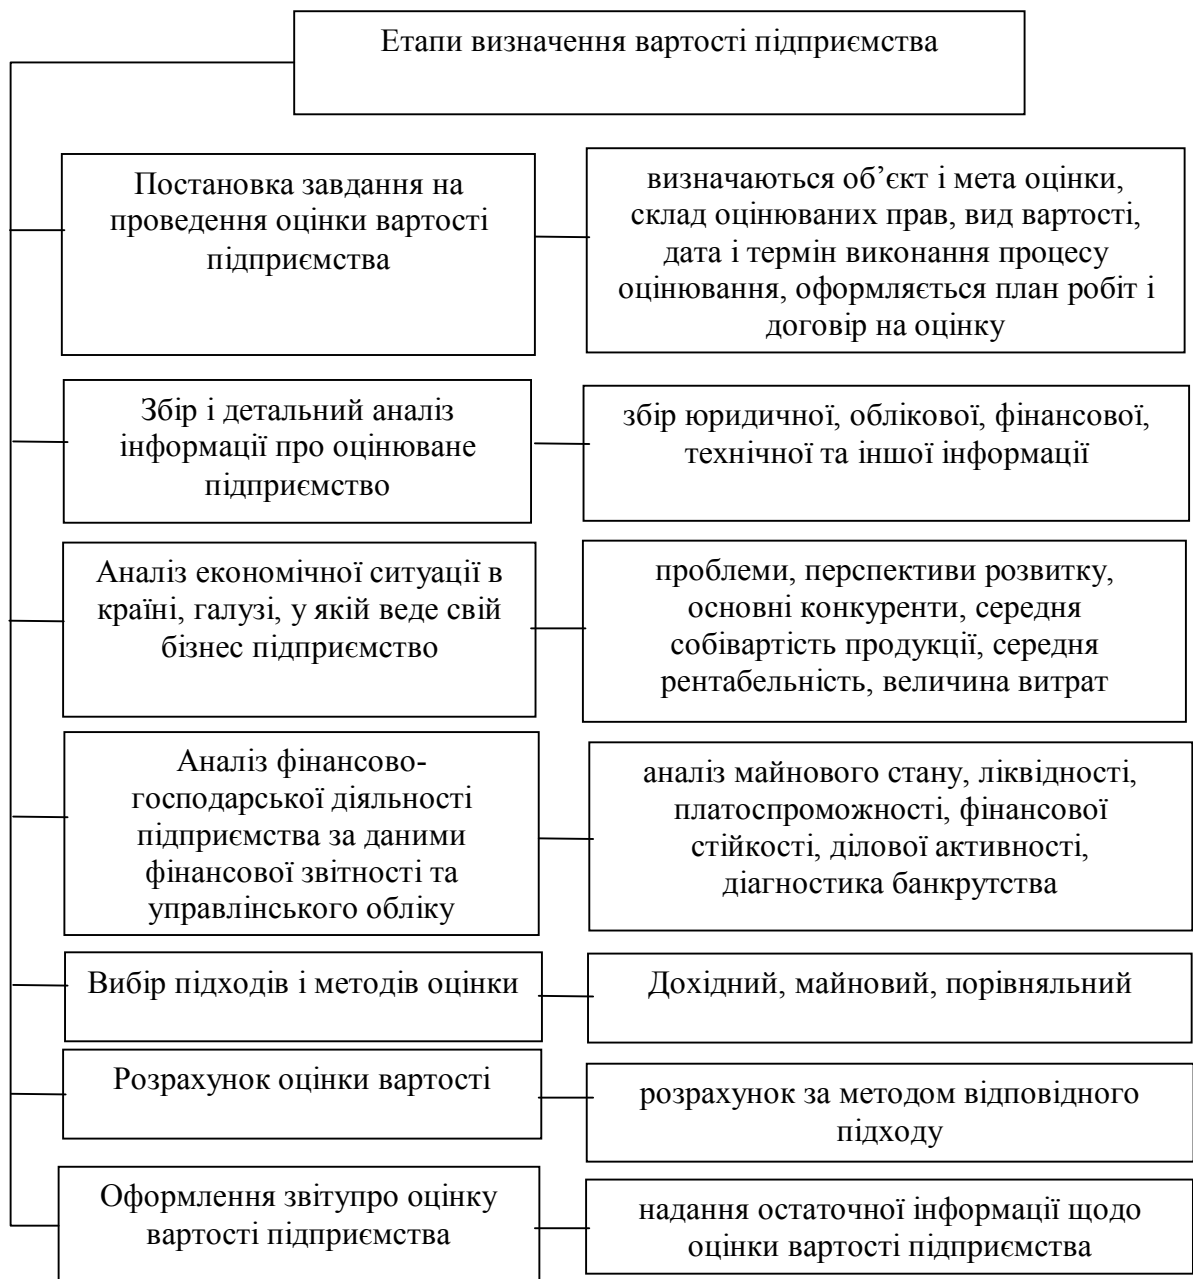 Етапи визначення вартості підприємства
Постановка завдання на
проведення оцінки вартості
підприємства
визначаються об’єкт і мета оцінки,
склад оцінюваних прав, вид вартості,
дата і термін виконання процесу
оцінювання, оформляється план робіт і
договір на оцінку
Збір і детальний аналіз
інформації про оцінюване
підприємство
збір юридичної, облікової, фінансової,
технічної та іншої інформації
Аналіз економічної ситуації в
країні, галузі, у якій веде свій
бізнес підприємство
проблеми, перспективи розвитку,
основні конкуренти, середня
собівартість продукції, середня
рентабельність, величина витрат
Аналіз фінансово-
господарської діяльності
підприємства за даними
фінансової звітності та
управлінського обліку
аналіз майнового стану, ліквідності,
платоспроможності, фінансової
стійкості, ділової активності,
діагностика банкрутства
Вибір підходів і методів оцінки
Дохідний, майновий, порівняльний
Розрахунок оцінки вартості
розрахунок за методом відповідного
підходу
Оформлення звітупро оцінку
вартості підприємства
надання остаточної інформації щодо
оцінки вартості підприємства